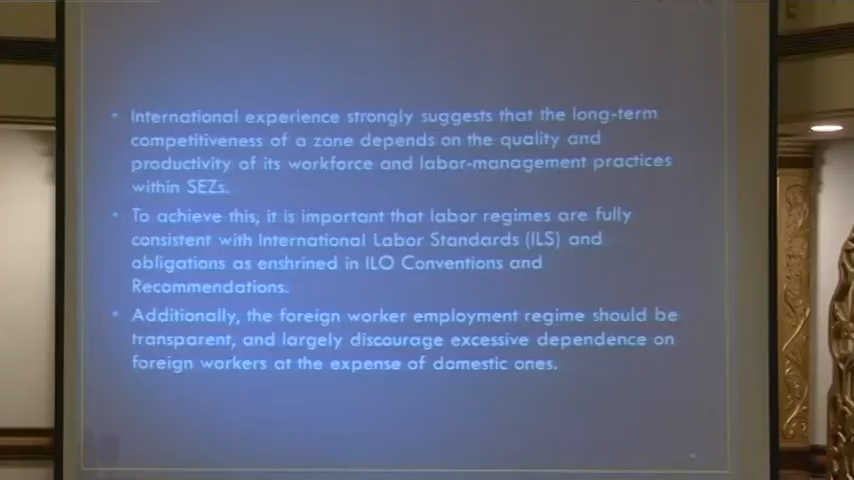 • International experience strongly suggests that the long-term
competitiveness of a zone depends on the quality and
productivity of its workforce and labor-management practices
within SEZs.
• To achieve this, it is important that labor regimes are fully
consistent with International Labor Standards (ILS) and
obligations as enshrined in ILO Conventions and
Recommendations.
• Additionally, the foreign worker employment regime should be
transparent, and largely discourage excessive dependence on
foreign workers at the expense of domestic ones.